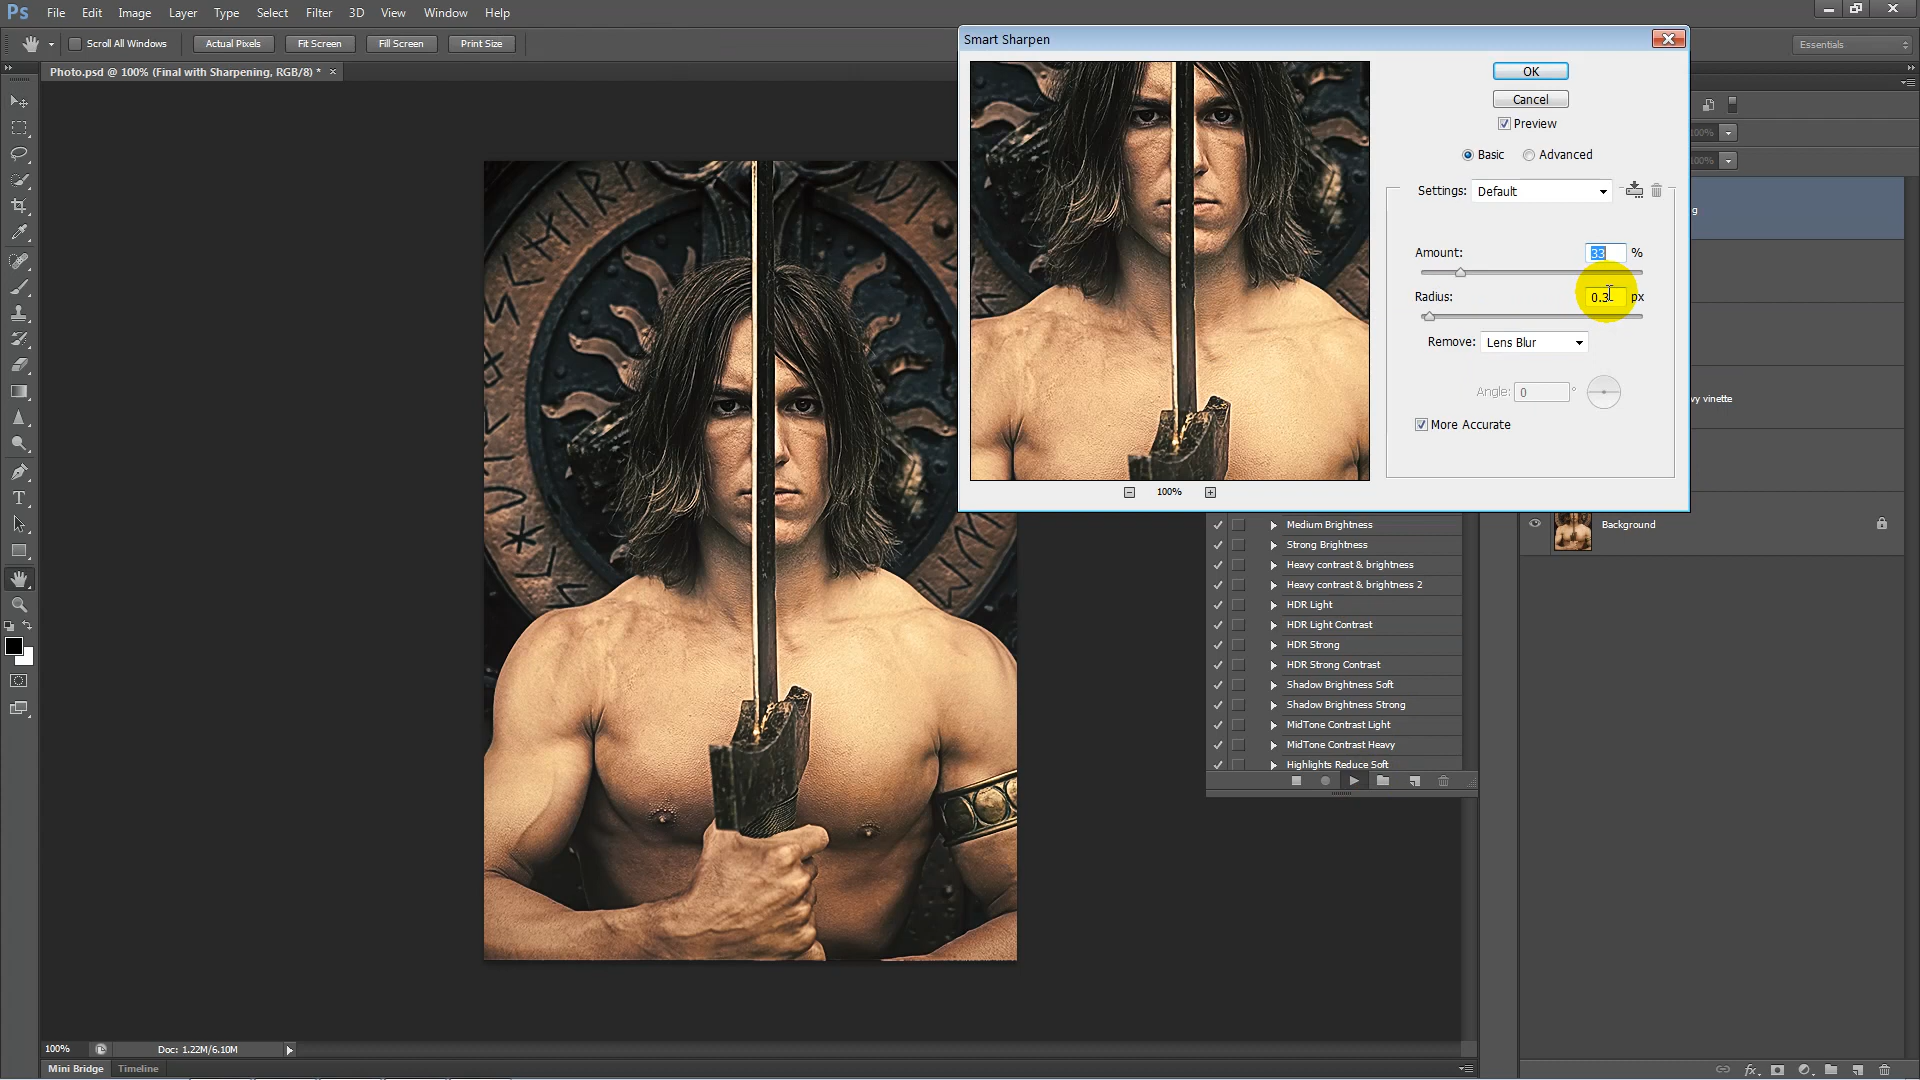 Ps File Edit Image Layer Type Select Filter 3D View Window Help
Scroll All Windows Actual Pixels Fit Screen Fill Screen Print Size Essentials
Photo.psd @ 100% (Final with Sharpening, RGB/8) * ×
Smart Sharpen
OK
Cancel
Preview
Basic Advanced
Settings: Default
Amount: 33 %
Radius: 0.3 px
Remove: Lens Blur
Angle: 0 °
More Accurate
100%
100%
100%
g
vy vinette
Background
Medium Brightness
Strong Brightness
Heavy contrast & brightness
Heavy contrast & brightness 2
HDR Light
HDR Light Contrast
HDR Strong
HDR Strong Contrast
Shadow Brightness Soft
Shadow Brightness Strong
MidTone Contrast Light
MidTone Contrast Heavy
Highlights Reduce Soft
T
100% Doc: 1.22M/6.10M
Mini Bridge Timeline
fx